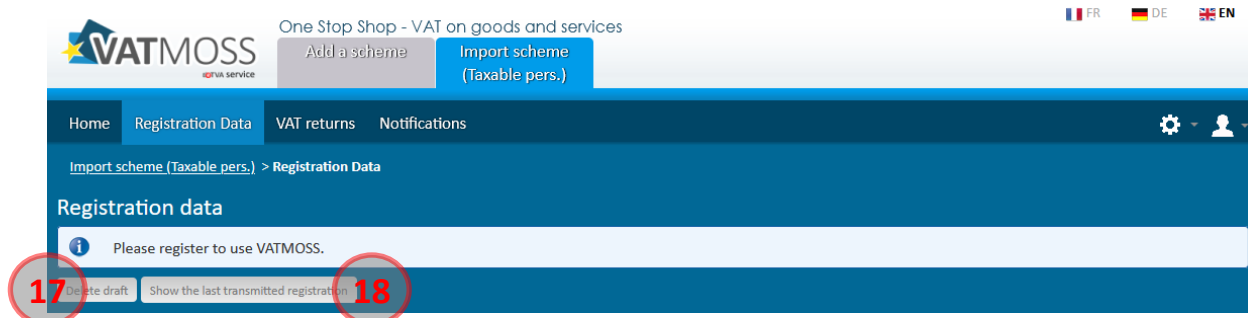 FR DE EN
One Stop Shop - VAT on goods and services
VATMOSS
eTVA service
Add a scheme
Import scheme
(Taxable pers.)
Home Registration Data VAT returns Notifications
Import scheme (Taxable pers.) > Registration Data
Registration data
Please register to use VATMOSS.
17 Delete draft Show the last transmitted registration 18